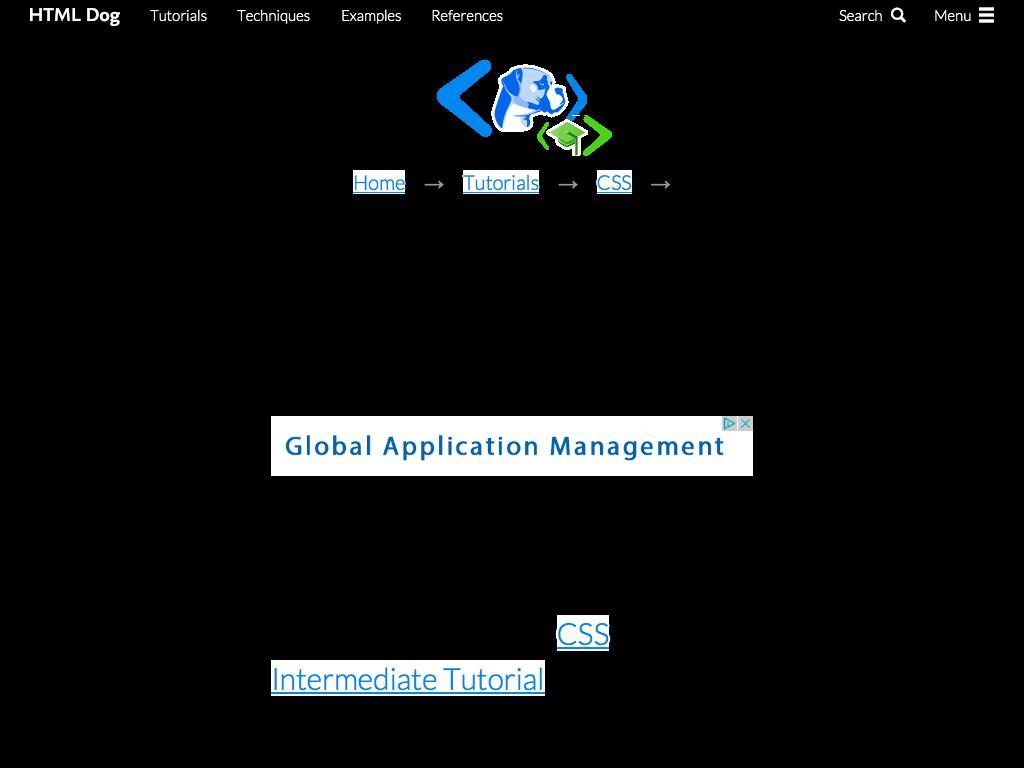 HTML Dog Tutorials Techniques Examples References Search Menu
Home → Tutorials → CSS →
Global Application Management
CSS
Intermediate Tutorial